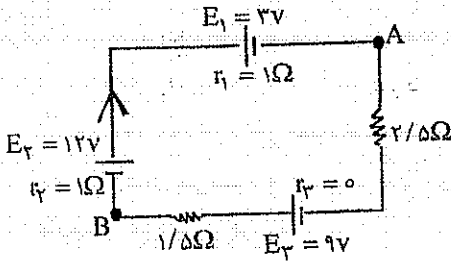 E₁ = ۳v
r₁ = ۱Ω
A
E₂ = ۱۲v
r₂ = ۱Ω
۲/۵Ω
r₃ = ۰
B
۱/۵Ω
E₃ = ۹v